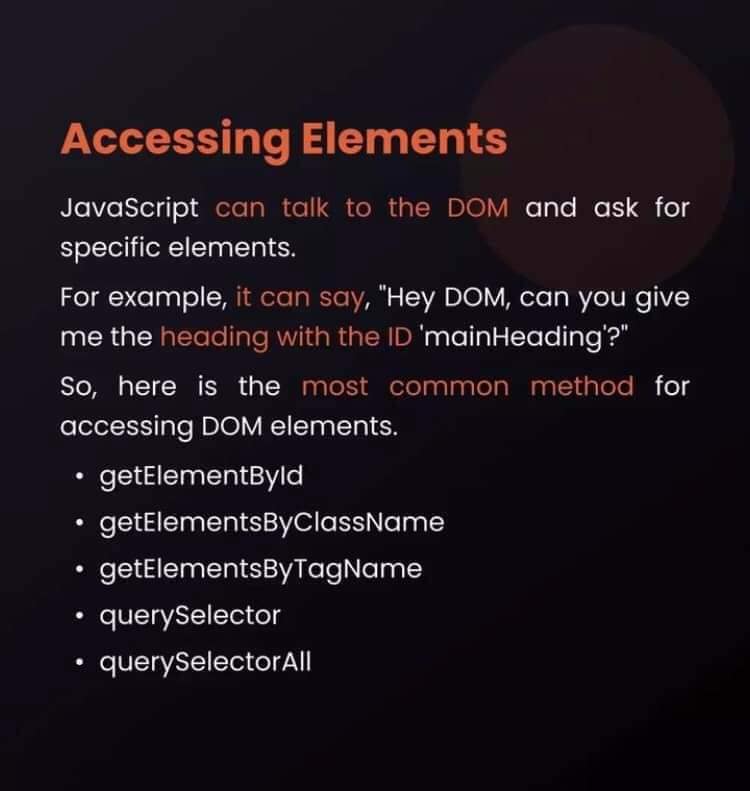 Accessing Elements
JavaScript can talk to the DOM and ask for
specific elements.
For example, it can say, "Hey DOM, can you give
me the heading with the ID 'mainHeading'?"
So, here is the most common method for
accessing DOM elements.
• getElementById
• getElementsByClassName
• getElementsByTagName
• querySelector
• querySelectorAll